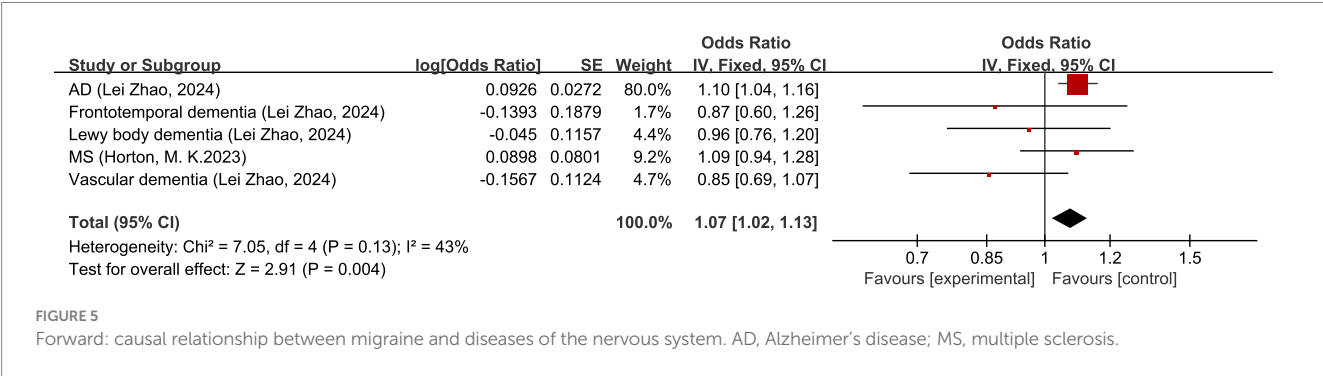 Odds Ratio Odds Ratio
Study or Subgroup log[Odds Ratio] SE Weight IV, Fixed, 95% CI IV, Fixed, 95% CI
AD (Lei Zhao, 2024) 0.0926 0.0272 80.0% 1.10 [1.04, 1.16]
Frontotemporal dementia (Lei Zhao, 2024) -0.1393 0.1879 1.7% 0.87 [0.60, 1.26]
Lewy body dementia (Lei Zhao, 2024) -0.045 0.1157 4.4% 0.96 [0.76, 1.20]
MS (Horton, M. K.2023) 0.0898 0.0801 9.2% 1.09 [0.94, 1.28]
Vascular dementia (Lei Zhao, 2024) -0.1567 0.1124 4.7% 0.85 [0.69, 1.07]
Total (95% CI) 100.0% 1.07 [1.02, 1.13]
Heterogeneity: Chi² = 7.05, df = 4 (P = 0.13); I² = 43%
Test for overall effect: Z = 2.91 (P = 0.004)
0.7 0.85 1 1.2 1.5
Favours [experimental] Favours [control]
FIGURE 5
Forward: causal relationship between migraine and diseases of the nervous system. AD, Alzheimer's disease; MS, multiple sclerosis.